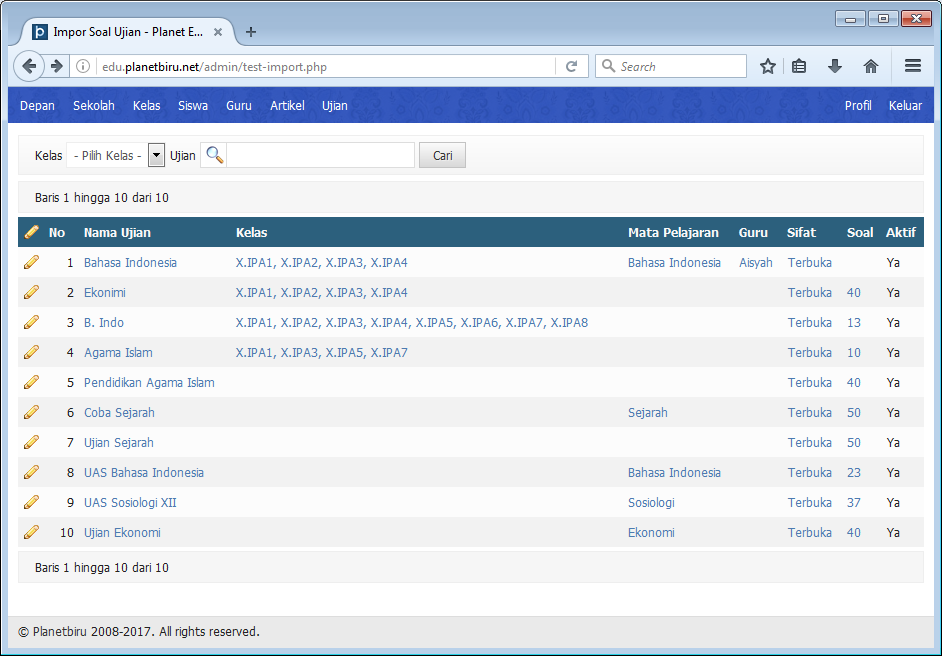 Impor Soal Ujian - Planet E...
edu.planetbiru.net/admin/test-import.php Search
Depan Sekolah Kelas Siswa Guru Artikel Ujian Profil Keluar
Kelas - Pilih Kelas - Ujian Cari
Baris 1 hingga 10 dari 10
No Nama Ujian Kelas Mata Pelajaran Guru Sifat Soal Aktif
1 Bahasa Indonesia X.IPA1, X.IPA2, X.IPA3, X.IPA4 Bahasa Indonesia Aisyah Terbuka Ya
2 Ekonimi X.IPA1, X.IPA2, X.IPA3, X.IPA4 Terbuka 40 Ya
3 B. Indo X.IPA1, X.IPA2, X.IPA3, X.IPA4, X.IPA5, X.IPA6, X.IPA7, X.IPA8 Terbuka 13 Ya
4 Agama Islam X.IPA1, X.IPA3, X.IPA5, X.IPA7 Terbuka 10 Ya
5 Pendidikan Agama Islam Terbuka 40 Ya
6 Coba Sejarah Sejarah Terbuka 50 Ya
7 Ujian Sejarah Terbuka 50 Ya
8 UAS Bahasa Indonesia Bahasa Indonesia Terbuka 23 Ya
9 UAS Sosiologi XII Sosiologi Terbuka 37 Ya
10 Ujian Ekonomi Ekonomi Terbuka 40 Ya
Baris 1 hingga 10 dari 10
© Planetbiru 2008-2017. All rights reserved.